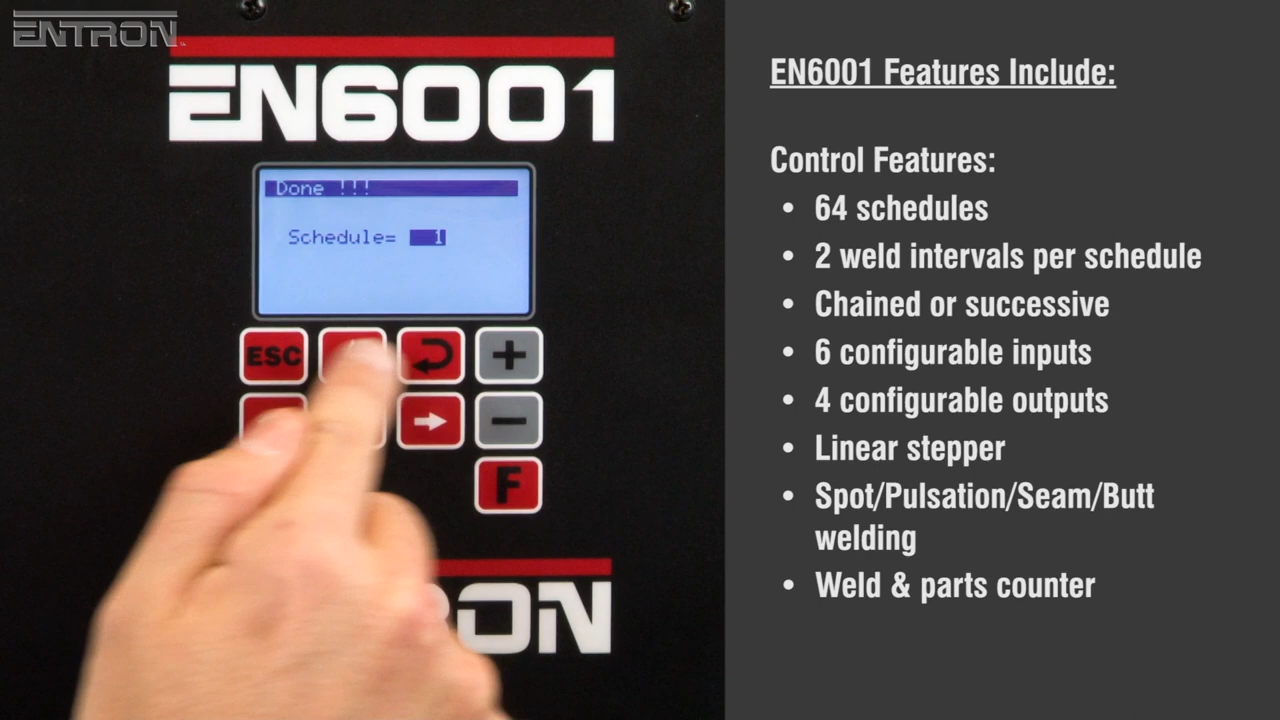 ENTRON
EN6001
Done !!!
Schedule= 1
ESC
+
-
F
EN6001 Features Include:
Control Features:
• 64 schedules
• 2 weld intervals per schedule
• Chained or successive
• 6 configurable inputs
• 4 configurable outputs
• Linear stepper
• Spot/Pulsation/Seam/Butt
welding
• Weld & parts counter